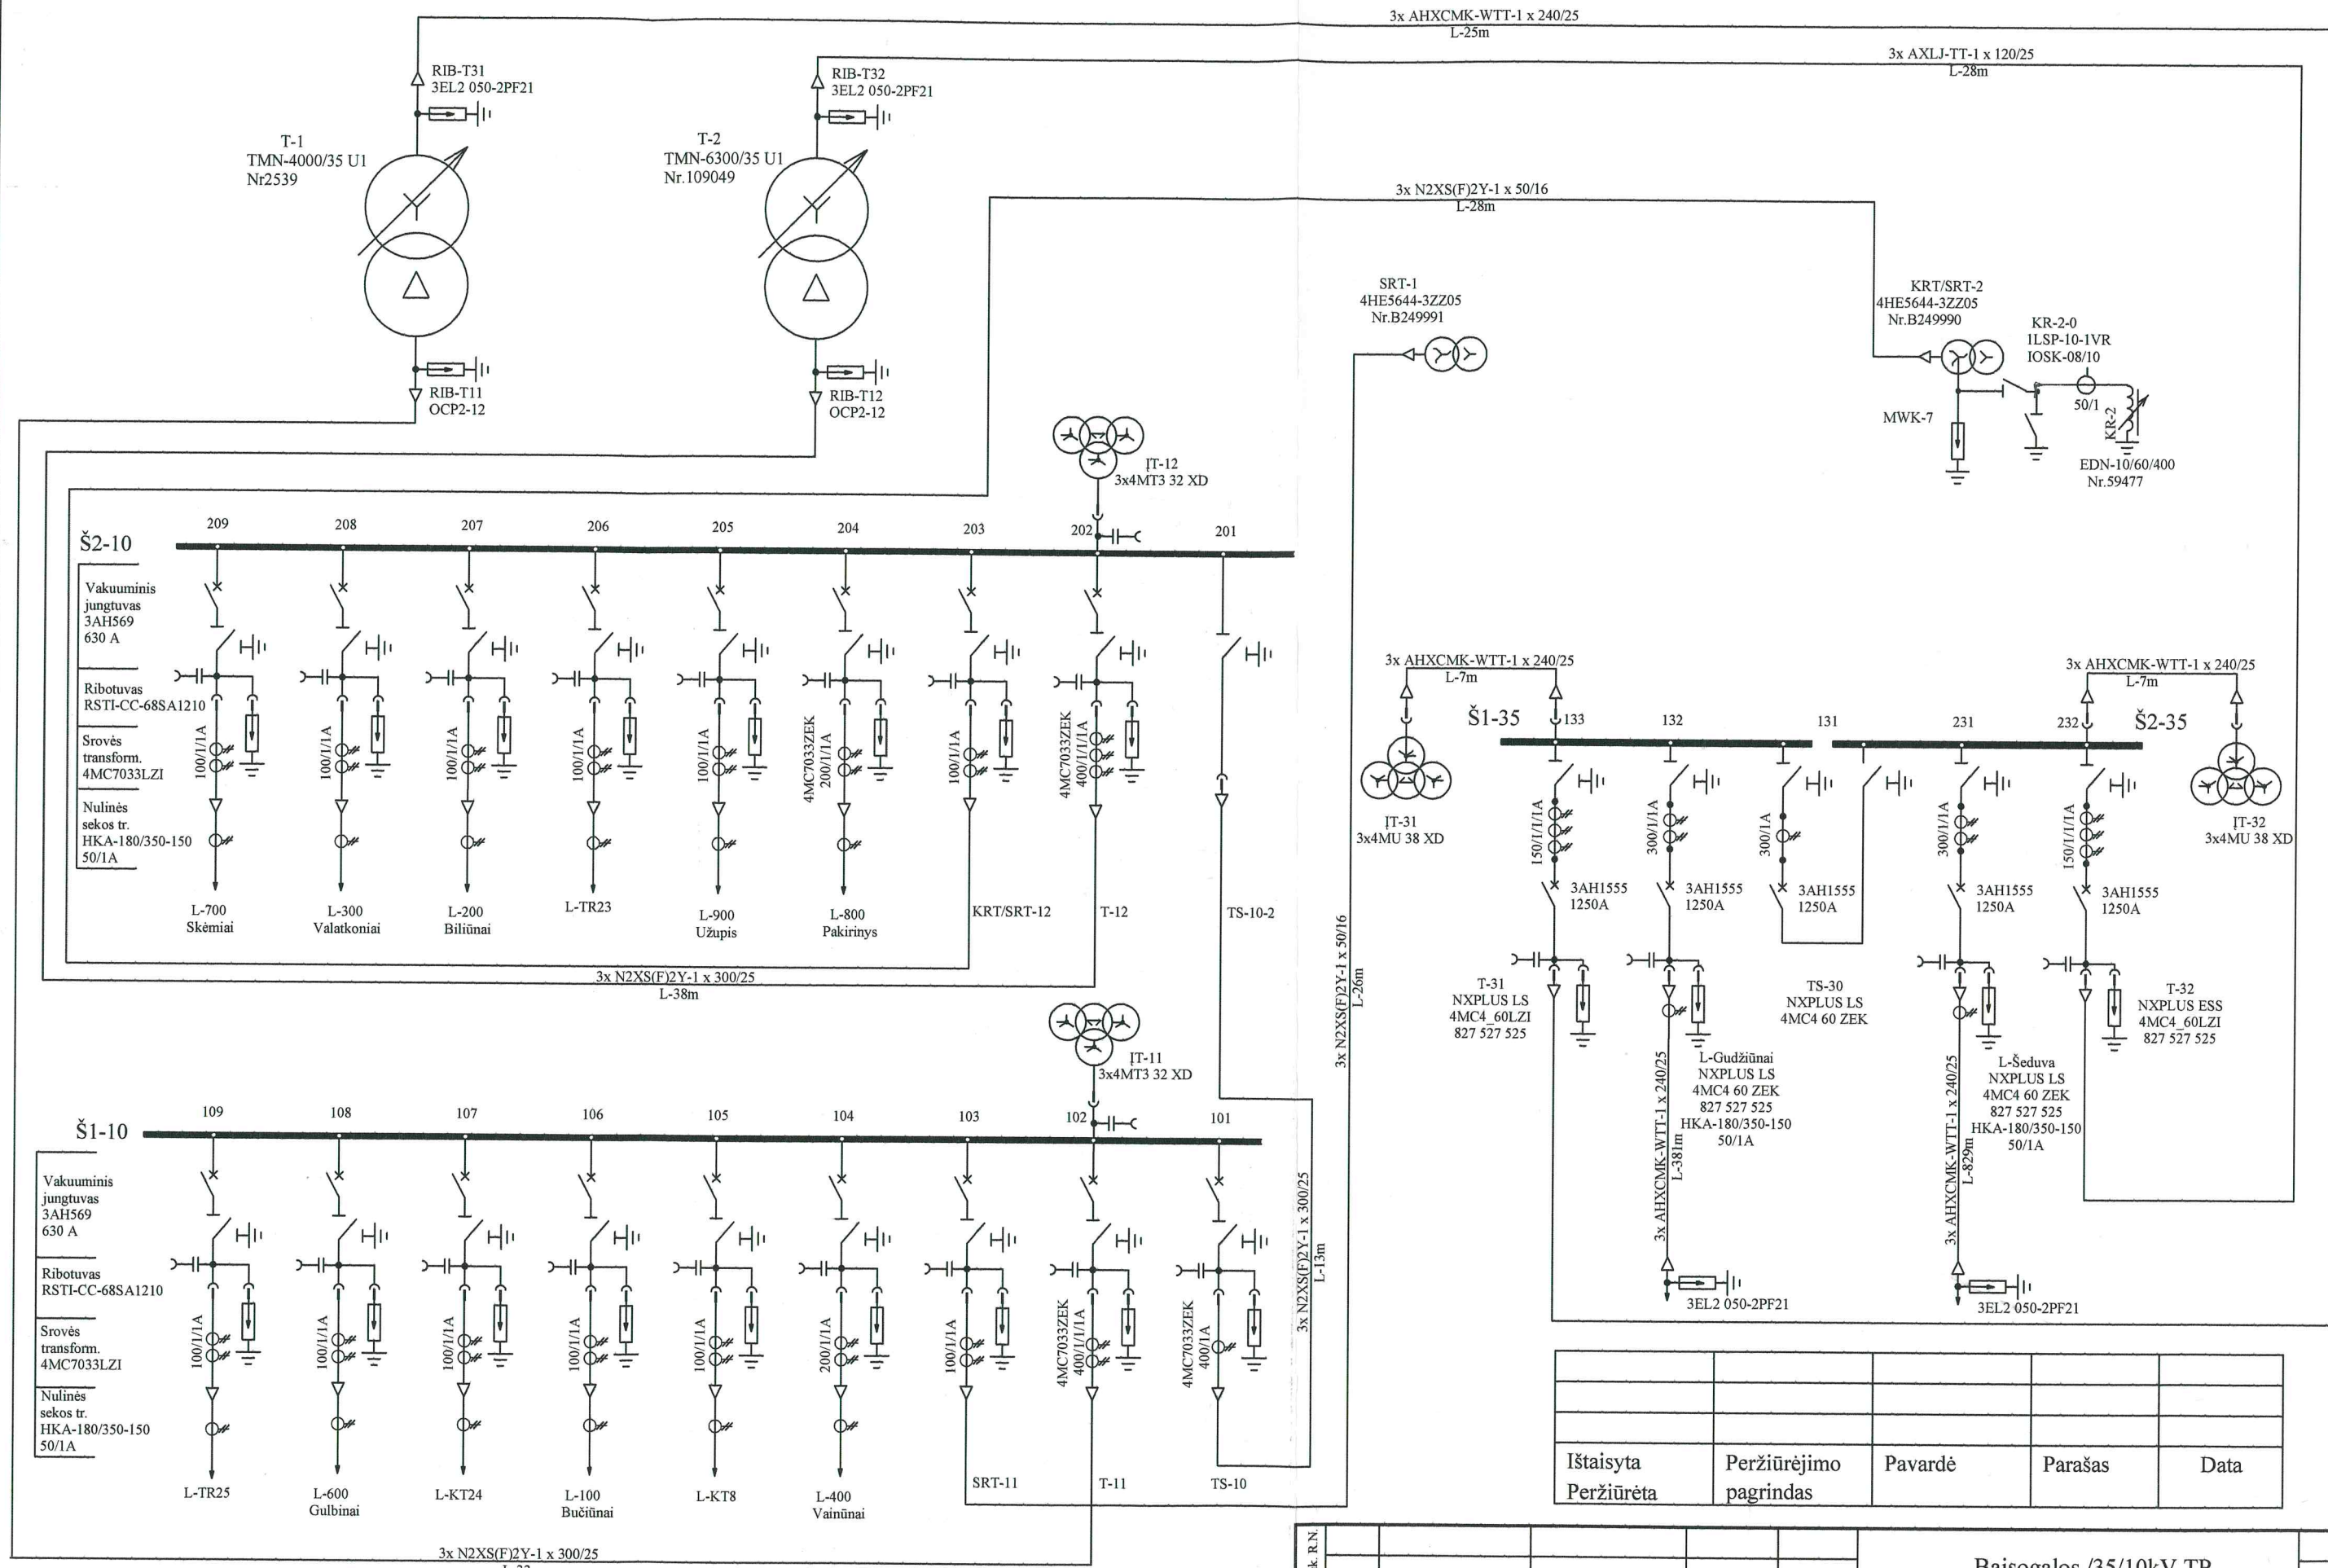 3x AHXCMK-WTT-1 x 240/25
L-25m
3x AXLJ-TT-1 x 120/25
L-28m
RIB-T31
3EL2 050-2PF21
RIB-T32
3EL2 050-2PF21
T-1
TMN-4000/35 U1
Nr2539
T-2
TMN-6300/35 U1
Nr.109049
3x N2XS(F)2Y-1 x 50/16
L-28m
RIB-T11
OCP2-12
RIB-T12
OCP2-12
SRT-1
4HE5644-3ZZ05
Nr.B249991
KRT/SRT-2
4HE5644-3ZZ05
Nr.B249990
KR-2-0
1LSP-10-1VR
IOSK-08/10
50/1
KR-2
MWK-7
EDN-10/60/400
Nr.59477
ĮT-12
3x4MT3 32 XD
Š2-10
209
208
207
206
205
204
203
202
201
Vakuuminis
jungtuvas
3AH569
630 A
Ribotuvas
RSTI-CC-68SA1210
Srovės
transform.
4MC7033LZI
Nulinės
sekos tr.
HKA-180/350-150
50/1A
100/1/1A
100/1/1A
100/1/1A
100/1/1A
100/1/1A
4MC7033ZEK
200/1/1A
100/1/1A
4MC7033ZEK
400/1/1/1A
L-700
Skėmiai
L-300
Valatkoniai
L-200
Biliūnai
L-TR23
L-900
Užupis
L-800
Pakirinys
KRT/SRT-12
T-12
TS-10-2
3x N2XS(F)2Y-1 x 300/25
L-38m
ĮT-11
3x4MT3 32 XD
Š1-10
109
108
107
106
105
104
103
102
101
Vakuuminis
jungtuvas
3AH569
630 A
Ribotuvas
RSTI-CC-68SA1210
Srovės
transform.
4MC7033LZI
Nulinės
sekos tr.
HKA-180/350-150
50/1A
100/1/1A
100/1/1A
100/1/1A
100/1/1A
100/1/1A
200/1/1A
100/1/1A
4MC7033ZEK
400/1/1/1A
4MC7033ZEK
400/1A
L-TR25
L-600
Gulbinai
L-KT24
L-100
Bučiūnai
L-KT8
L-400
Vainūnai
SRT-11
T-11
TS-10
3x N2XS(F)2Y-1 x 300/25
3x N2XS(F)2Y-1 x 300/25
L-13m
3x N2XS(F)2Y-1 x 50/16
L-26m
3x AHXCMK-WTT-1 x 240/25
L-7m
3x AHXCMK-WTT-1 x 240/25
L-7m
Š1-35
133
132
131
231
232
Š2-35
ĮT-31
3x4MU 38 XD
ĮT-32
3x4MU 38 XD
150/1/1/1A
300/1/1A
300/1A
300/1/1A
150/1/1/1A
3AH1555
1250A
3AH1555
1250A
3AH1555
1250A
3AH1555
1250A
3AH1555
1250A
T-31
NXPLUS LS
4MC4_60LZI
827 527 525
TS-30
NXPLUS LS
4MC4 60 ZEK
T-32
NXPLUS ESS
4MC4_60LZI
827 527 525
L-Gudžiūnai
NXPLUS LS
4MC4 60 ZEK
827 527 525
HKA-180/350-150
50/1A
L-Šeduva
NXPLUS LS
4MC4 60 ZEK
827 527 525
HKA-180/350-150
50/1A
3x AHXCMK-WTT-1 x 240/25
L-381m
3x AHXCMK-WTT-1 x 240/25
L-829m
3EL2 050-2PF21
3EL2 050-2PF21
Ištaisyta
Peržiūrėta
Peržiūrėjimo
pagrindas
Pavardė
Parašas
Data
R.N.
Baisogalos /35/10kV TP